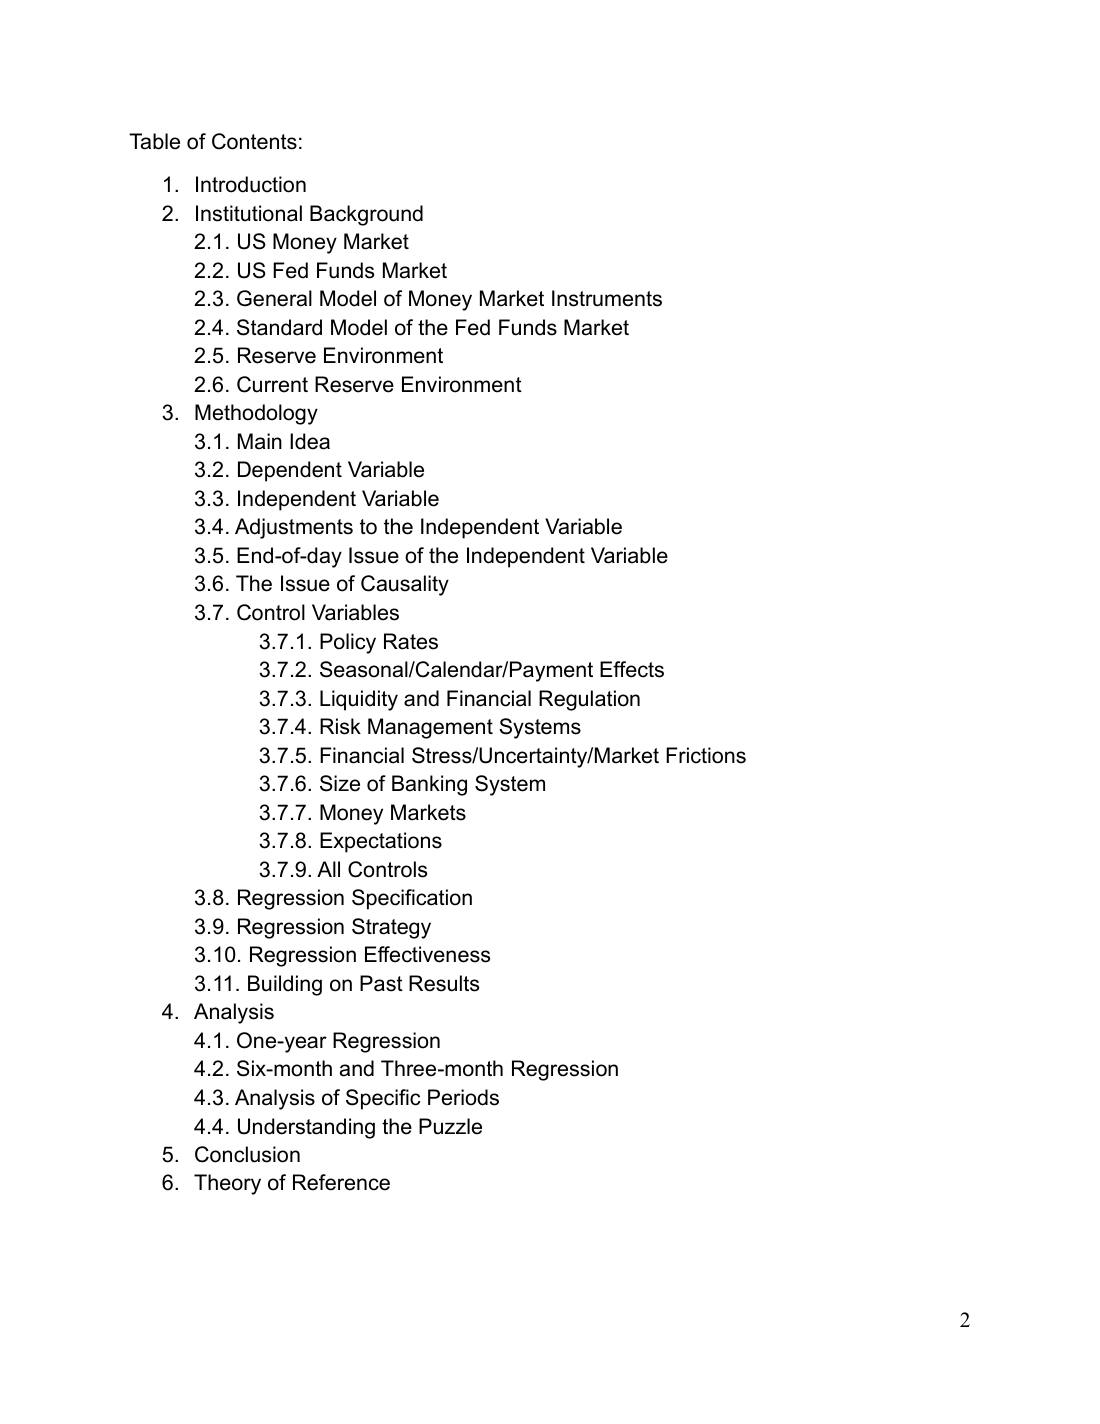 Table of Contents:
1. Introduction
2. Institutional Background
2.1. US Money Market
2.2. US Fed Funds Market
2.3. General Model of Money Market Instruments
2.4. Standard Model of the Fed Funds Market
2.5. Reserve Environment
2.6. Current Reserve Environment
3. Methodology
3.1. Main Idea
3.2. Dependent Variable
3.3. Independent Variable
3.4. Adjustments to the Independent Variable
3.5. End-of-day Issue of the Independent Variable
3.6. The Issue of Causality
3.7. Control Variables
3.7.1. Policy Rates
3.7.2. Seasonal/Calendar/Payment Effects
3.7.3. Liquidity and Financial Regulation
3.7.4. Risk Management Systems
3.7.5. Financial Stress/Uncertainty/Market Frictions
3.7.6. Size of Banking System
3.7.7. Money Markets
3.7.8. Expectations
3.7.9. All Controls
3.8. Regression Specification
3.9. Regression Strategy
3.10. Regression Effectiveness
3.11. Building on Past Results
4. Analysis
4.1. One-year Regression
4.2. Six-month and Three-month Regression
4.3. Analysis of Specific Periods
4.4. Understanding the Puzzle
5. Conclusion
6. Theory of Reference
2